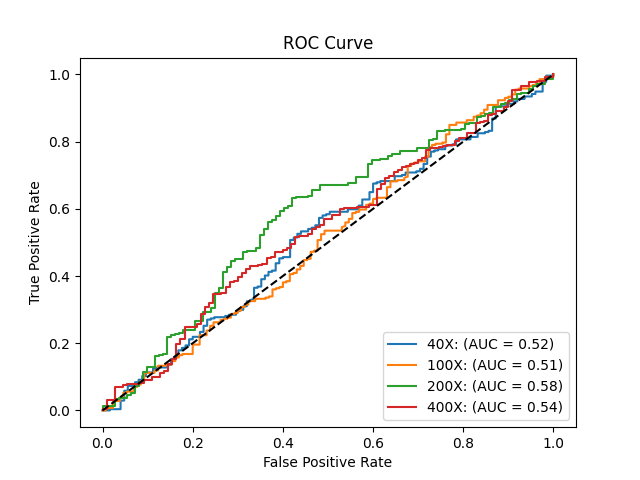 ROC Curve
True Positive Rate
1.0
0.8
0.6
0.4
0.2
0.0
40X: (AUC = 0.52)
100X: (AUC = 0.51)
200X: (AUC = 0.58)
400X: (AUC = 0.54)
0.0 0.2 0.4 0.6 0.8 1.0
False Positive Rate